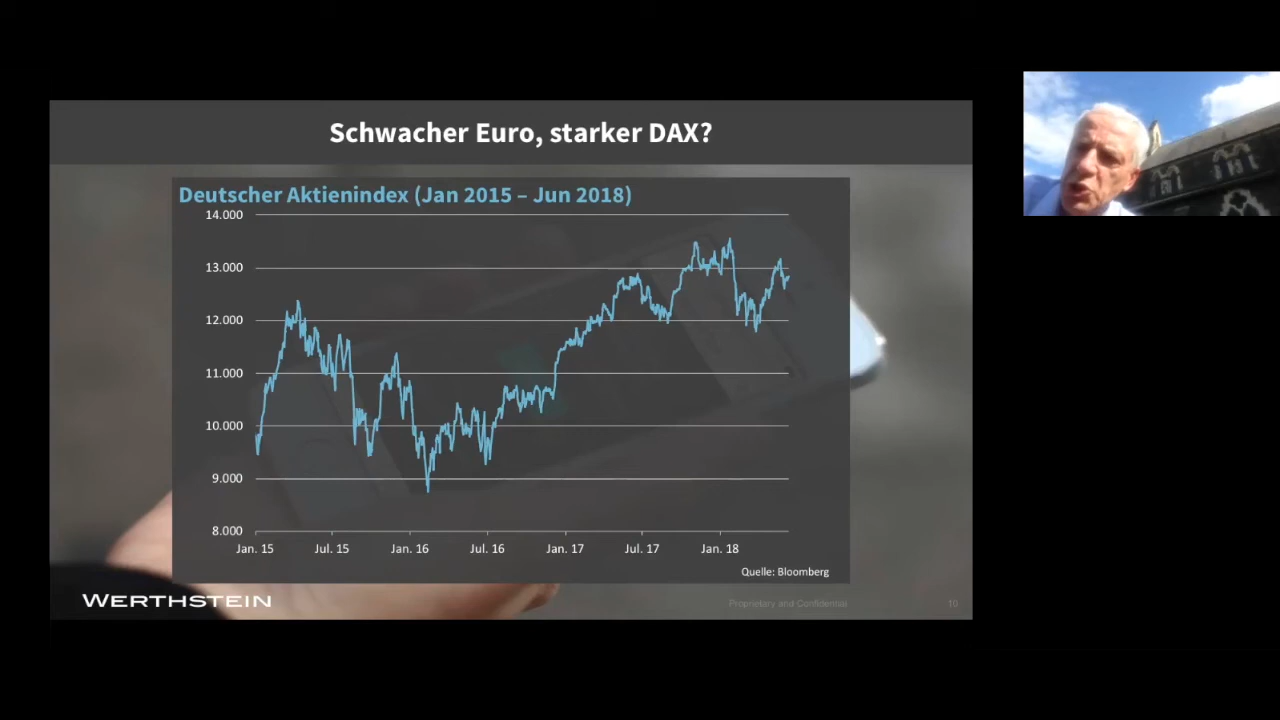 Schwacher Euro, starker DAX?
Deutscher Aktienindex (Jan 2015 – Jun 2018)
14.000
13.000
12.000
11.000
10.000
9.000
8.000
Jan. 15 Jul. 15 Jan. 16 Jul. 16 Jan. 17 Jul. 17 Jan. 18
Quelle: Bloomberg
WERTHSTEIN Proprietary and Confidential 10